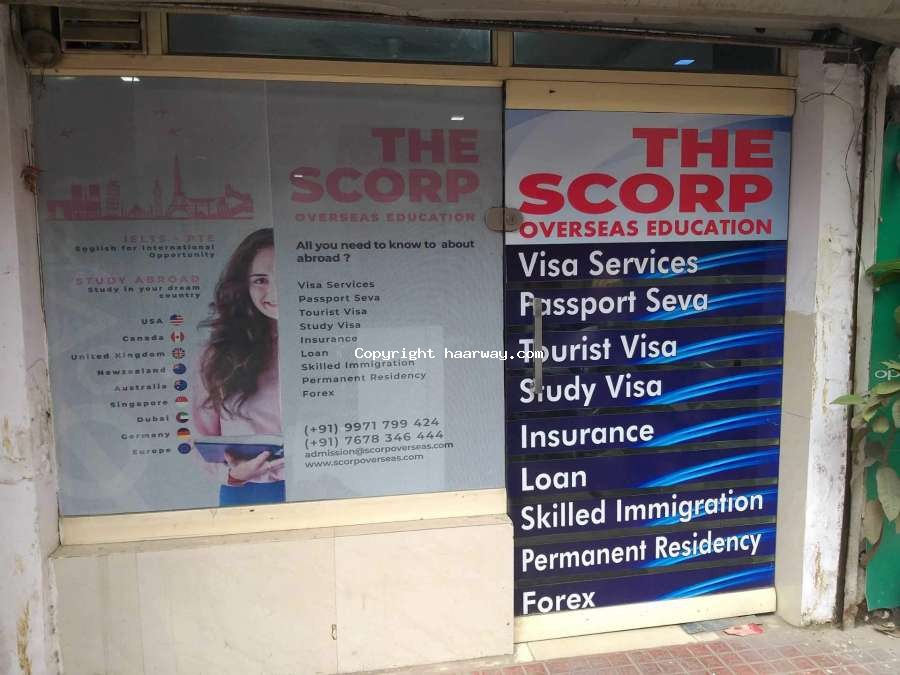 IELTS - PTE
English for International
Opportunity
STUDY ABROAD
Study in your dream
country
USA
Canada
United Kingdom
Newzealand
Australia
Singapore
Dubai
Germany
Europe
THE
SCORP
OVERSEAS EDUCATION
All you need to know to about
abroad ?
Visa Services
Passport Seva
Tourist Visa
Study Visa
Insurance
Loan
Skilled Immigration
Permanent Residency
Forex
(+91) 9971 799 424
(+91) 7678 346 444
admission@scorpoverseas.com
www.scorpoverseas.com
THE
SCORP
OVERSEAS EDUCATION
Visa Services
Passport Seva
Tourist Visa
Study Visa
Insurance
Loan
Skilled Immigration
Permanent Residency
Forex
Copyright haarway.com